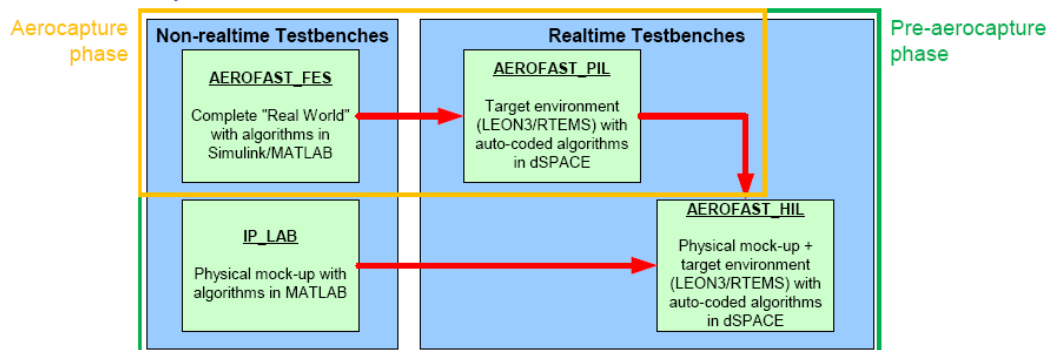 Aerocapture
phase
Non-realtime Testbenches
Realtime Testbenches
Pre-aerocapture
phase
AEROFAST_FES
Complete "Real World"
with algorithms in
Simulink/MATLAB
AEROFAST_PIL
Target environment
(LEON3/RTEMS) with
auto-coded algorithms
in dSPACE
IP_LAB
Physical mock-up with
algorithms in MATLAB
AEROFAST_HIL
Physical mock-up +
target environment
(LEON3/RTEMS) with
auto-coded algorithms
in dSPACE